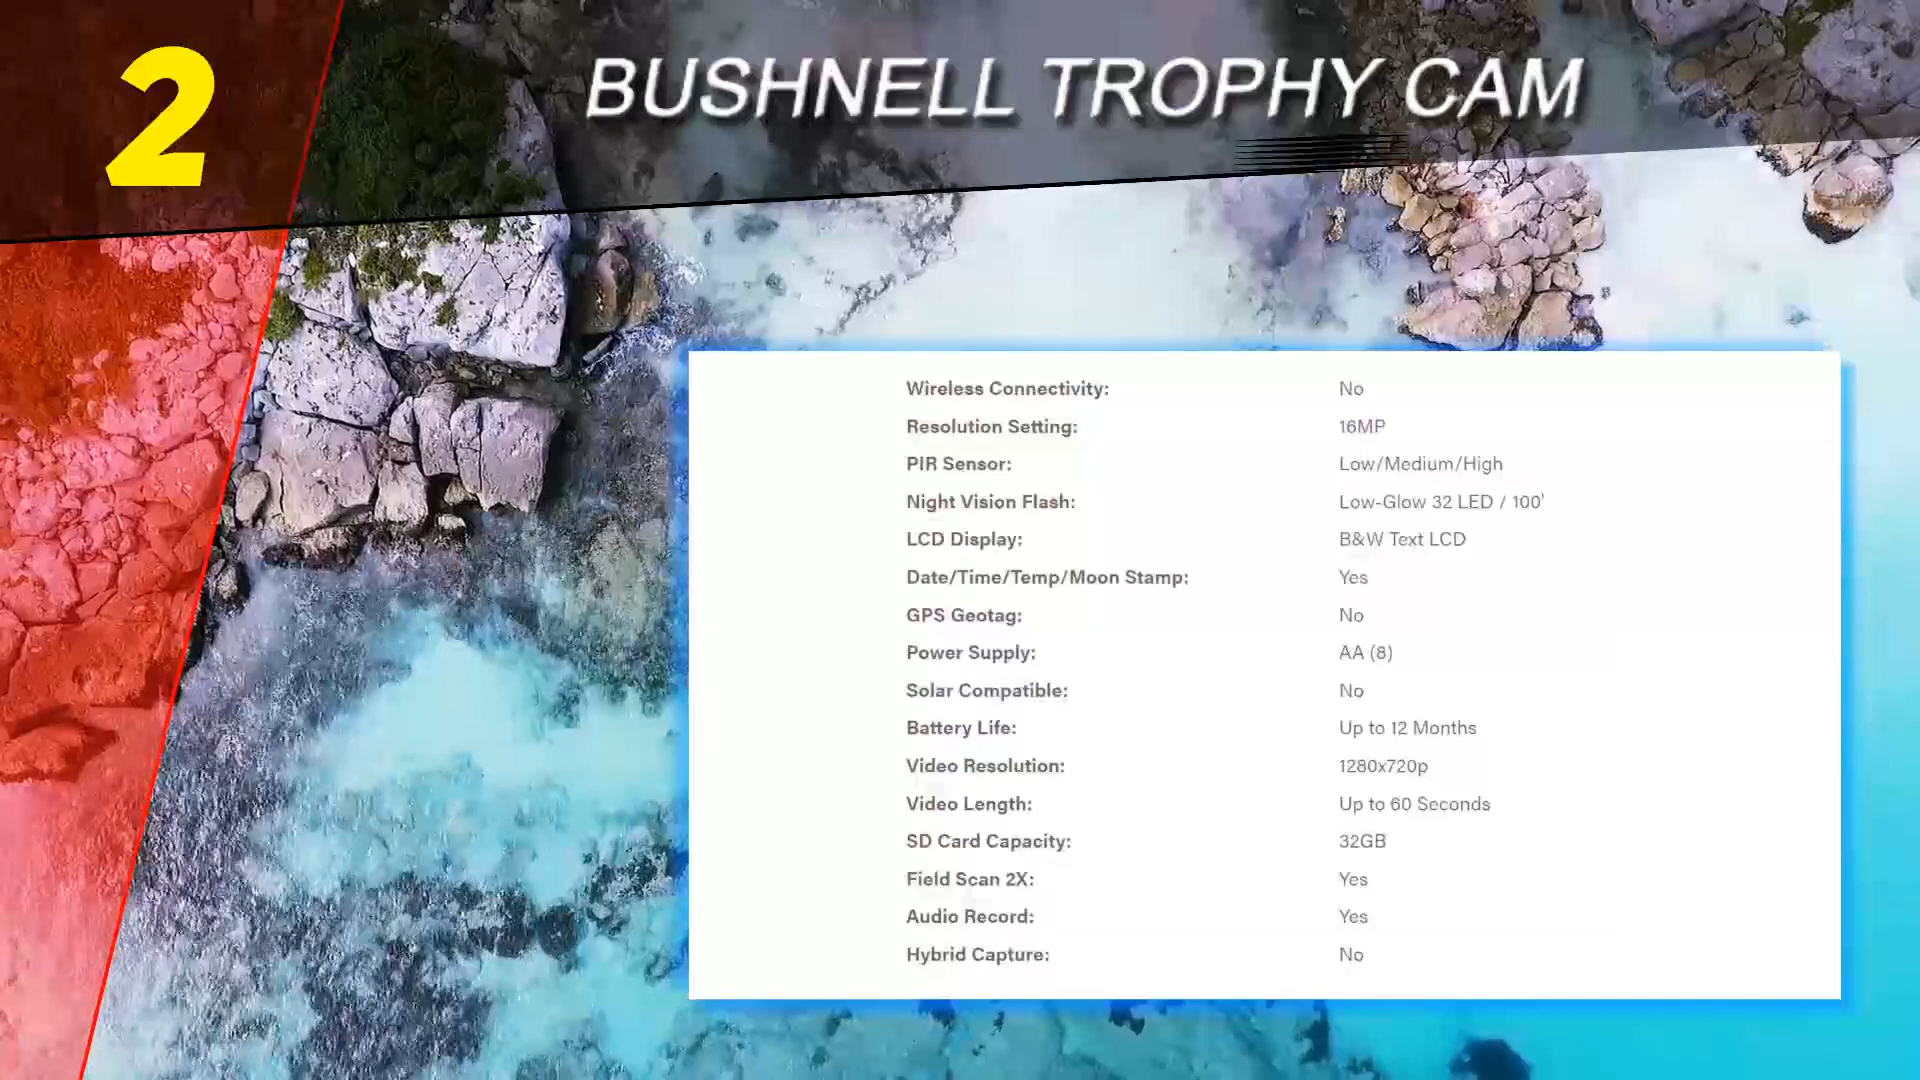 2
BUSHNELL TROPHY CAM
Wireless Connectivity: No
Resolution Setting: 16MP
PIR Sensor: Low/Medium/High
Night Vision Flash: Low-Glow 32 LED / 100'
LCD Display: B&W Text LCD
Date/Time/Temp/Moon Stamp: Yes
GPS Geotag: No
Power Supply: AA (8)
Solar Compatible: No
Battery Life: Up to 12 Months
Video Resolution: 1280x720p
Video Length: Up to 60 Seconds
SD Card Capacity: 32GB
Field Scan 2X: Yes
Audio Record: Yes
Hybrid Capture: No